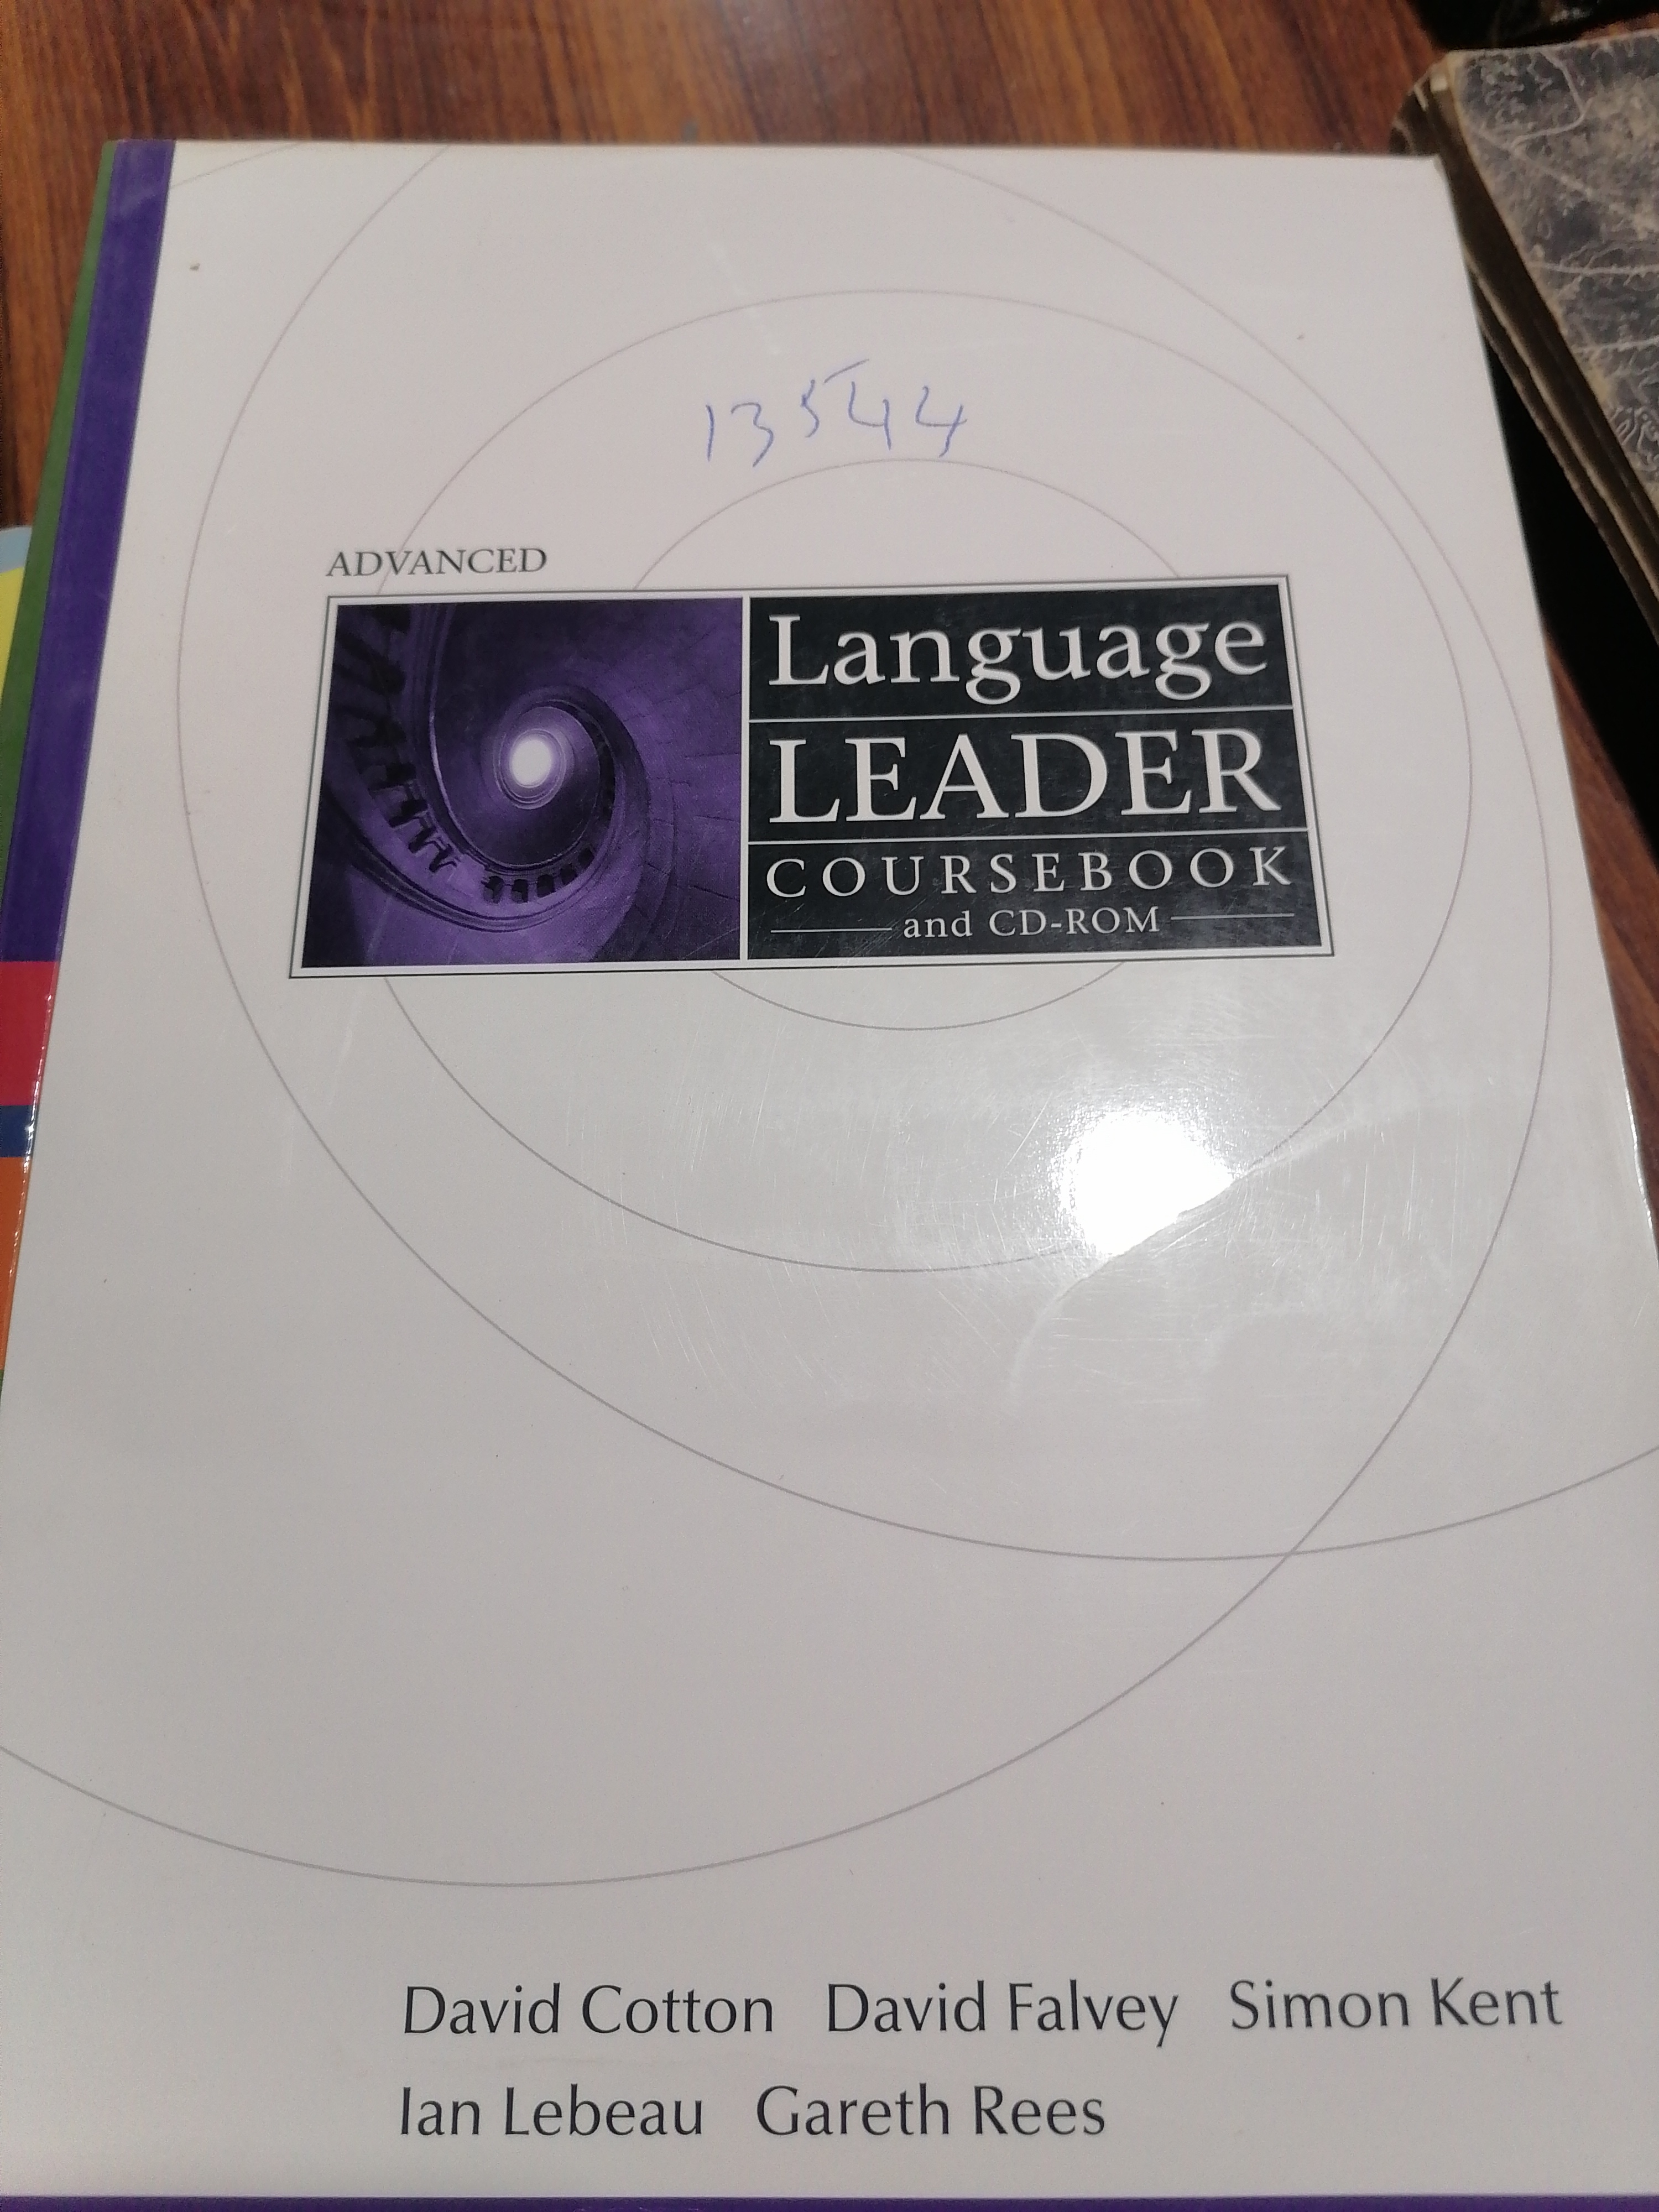 13544
ADVANCED
Language
LEADER
COURSEBOOK
and CD-ROM
David Cotton David Falvey Simon Kent
Ian Lebeau Gareth Rees